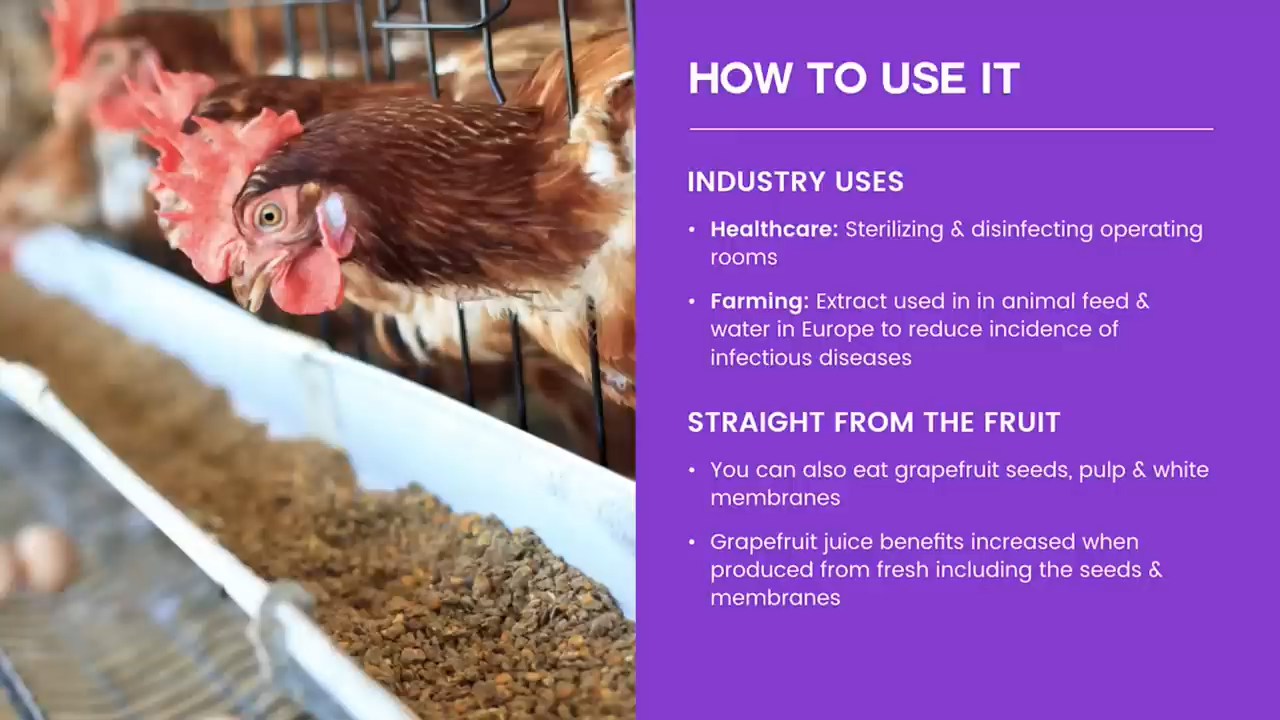 HOW TO USE IT
INDUSTRY USES
• Healthcare: Sterilizing & disinfecting operating
rooms
• Farming: Extract used in in animal feed &
water in Europe to reduce incidence of
infectious diseases
STRAIGHT FROM THE FRUIT
• You can also eat grapefruit seeds, pulp & white
membranes
• Grapefruit juice benefits increased when
produced from fresh including the seeds &
membranes